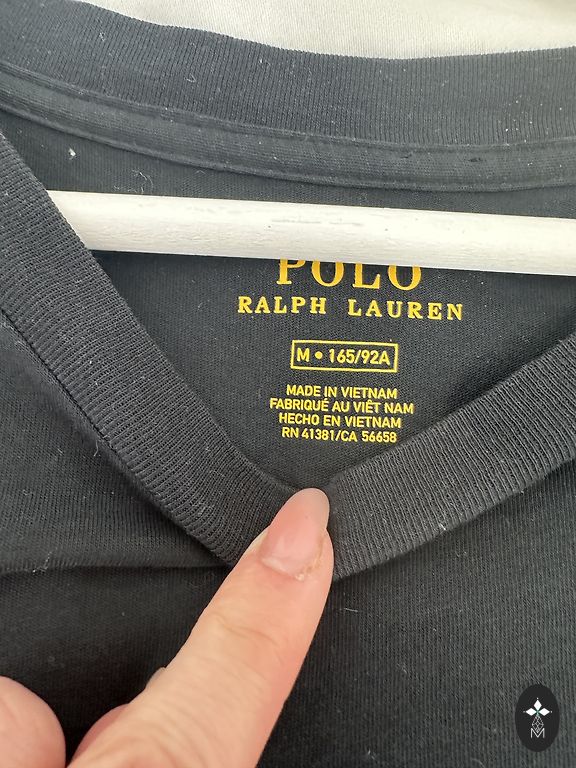 POLO
RALPH LAUREN
M • 165/92A
MADE IN VIETNAM
FABRIQUÉ AU VIÊT NAM
HECHO EN VIETNAM
RN 41381/CA 56658
M